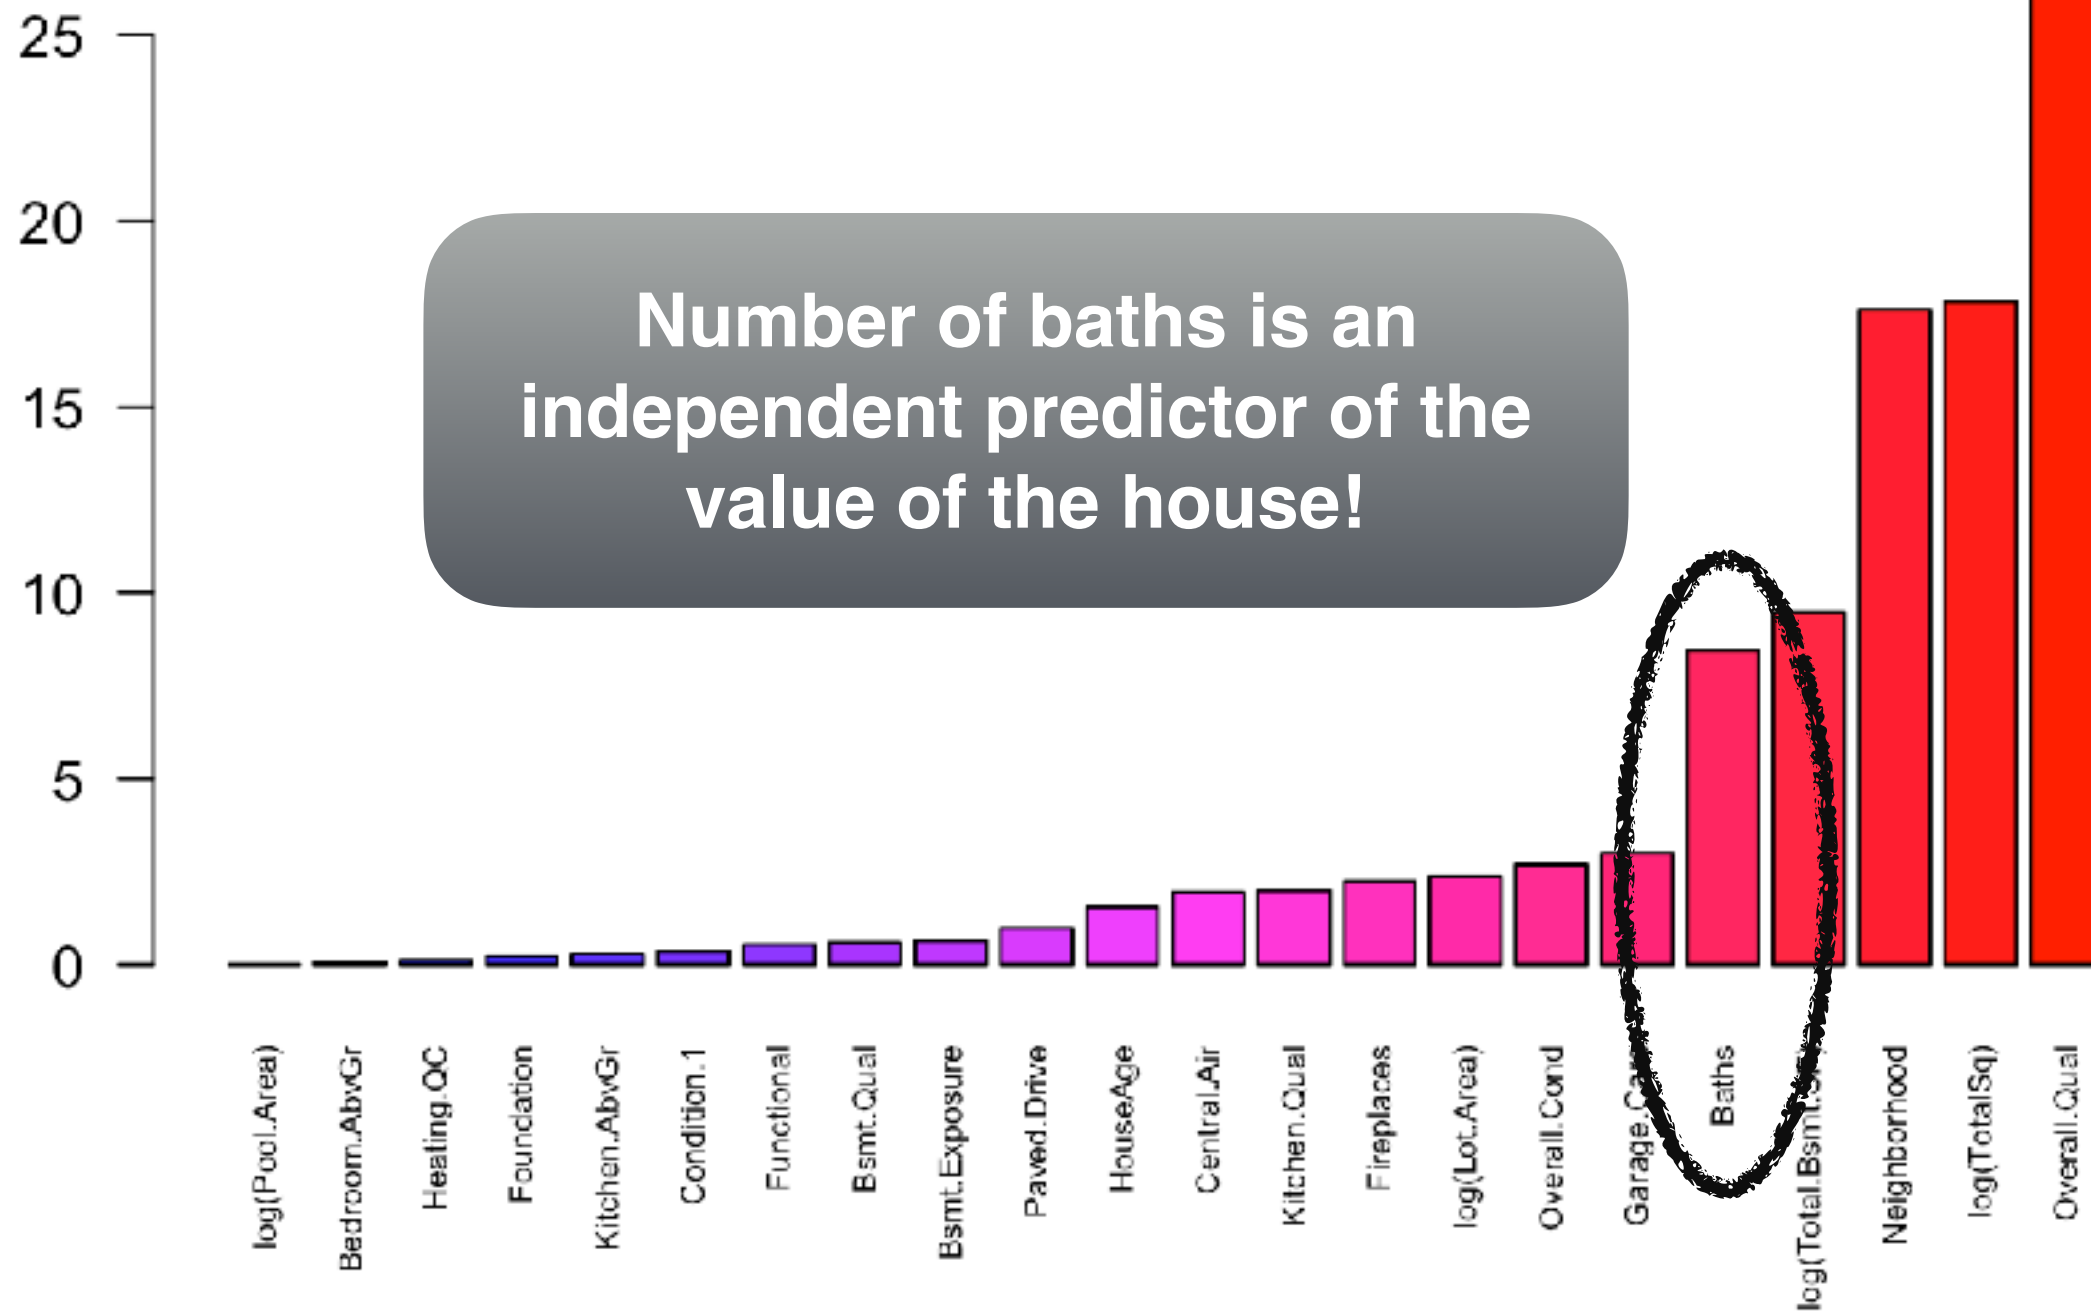 25
20
15
10
5
0
Number of baths is an
independent predictor of the
value of the house!
log(Pool.Area)
Bedroom.AbvGr
Heating.QC
Foundation
Kitchen.AbvGr
Condition.1
Functional
Bsmt.Qual
Bsmt.Exposure
Paved.Drive
HouseAge
Central.Air
Kitchen.Qual
Fireplaces
log(Lot.Area)
Overall.Cond
Baths
Neighborhood
log(TotalSq)
Overall.Qual